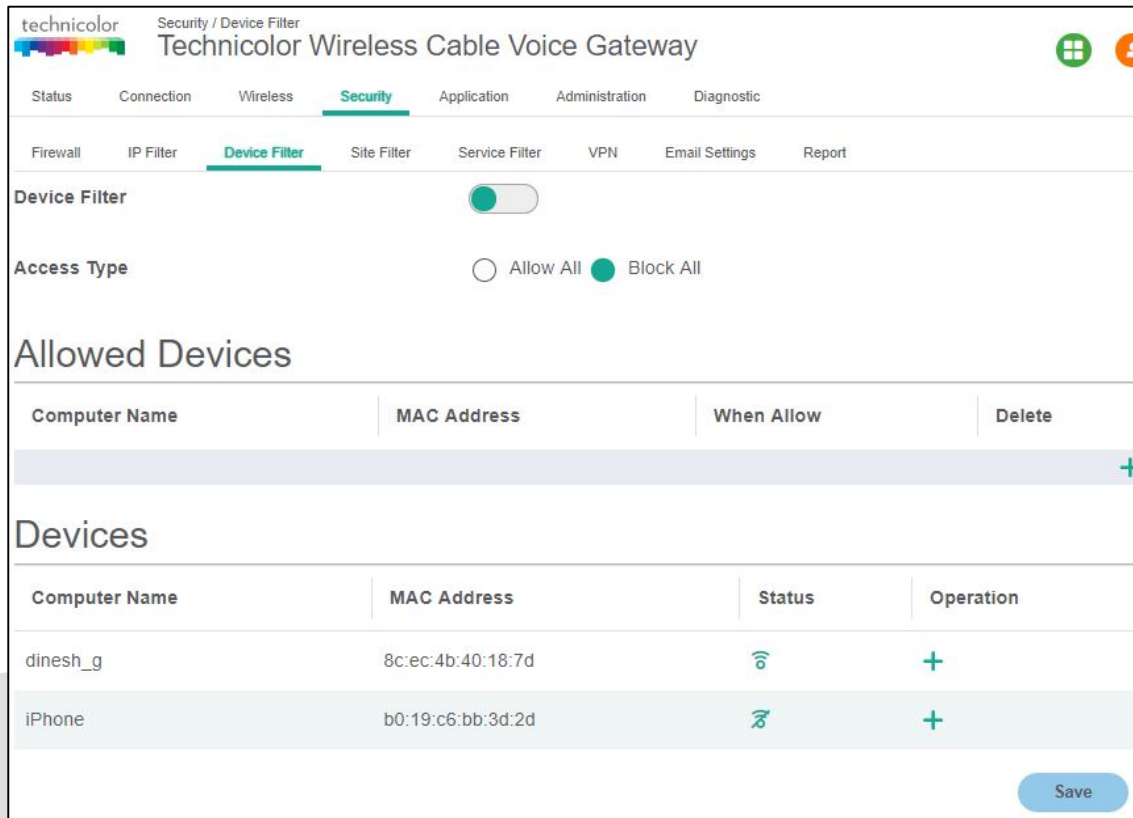 technicolor
Security / Device Filter
Technicolor Wireless Cable Voice Gateway
Status Connection Wireless Security Application Administration Diagnostic
Firewall IP Filter Device Filter Site Filter Service Filter VPN Email Settings Report
Device Filter
Access Type Allow All Block All
Allowed Devices
Computer Name MAC Address When Allow Delete
Devices
Computer Name MAC Address Status Operation
dinesh_g 8c:ec:4b:40:18:7d
iPhone b0:19:c6:bb:3d:2d
Save